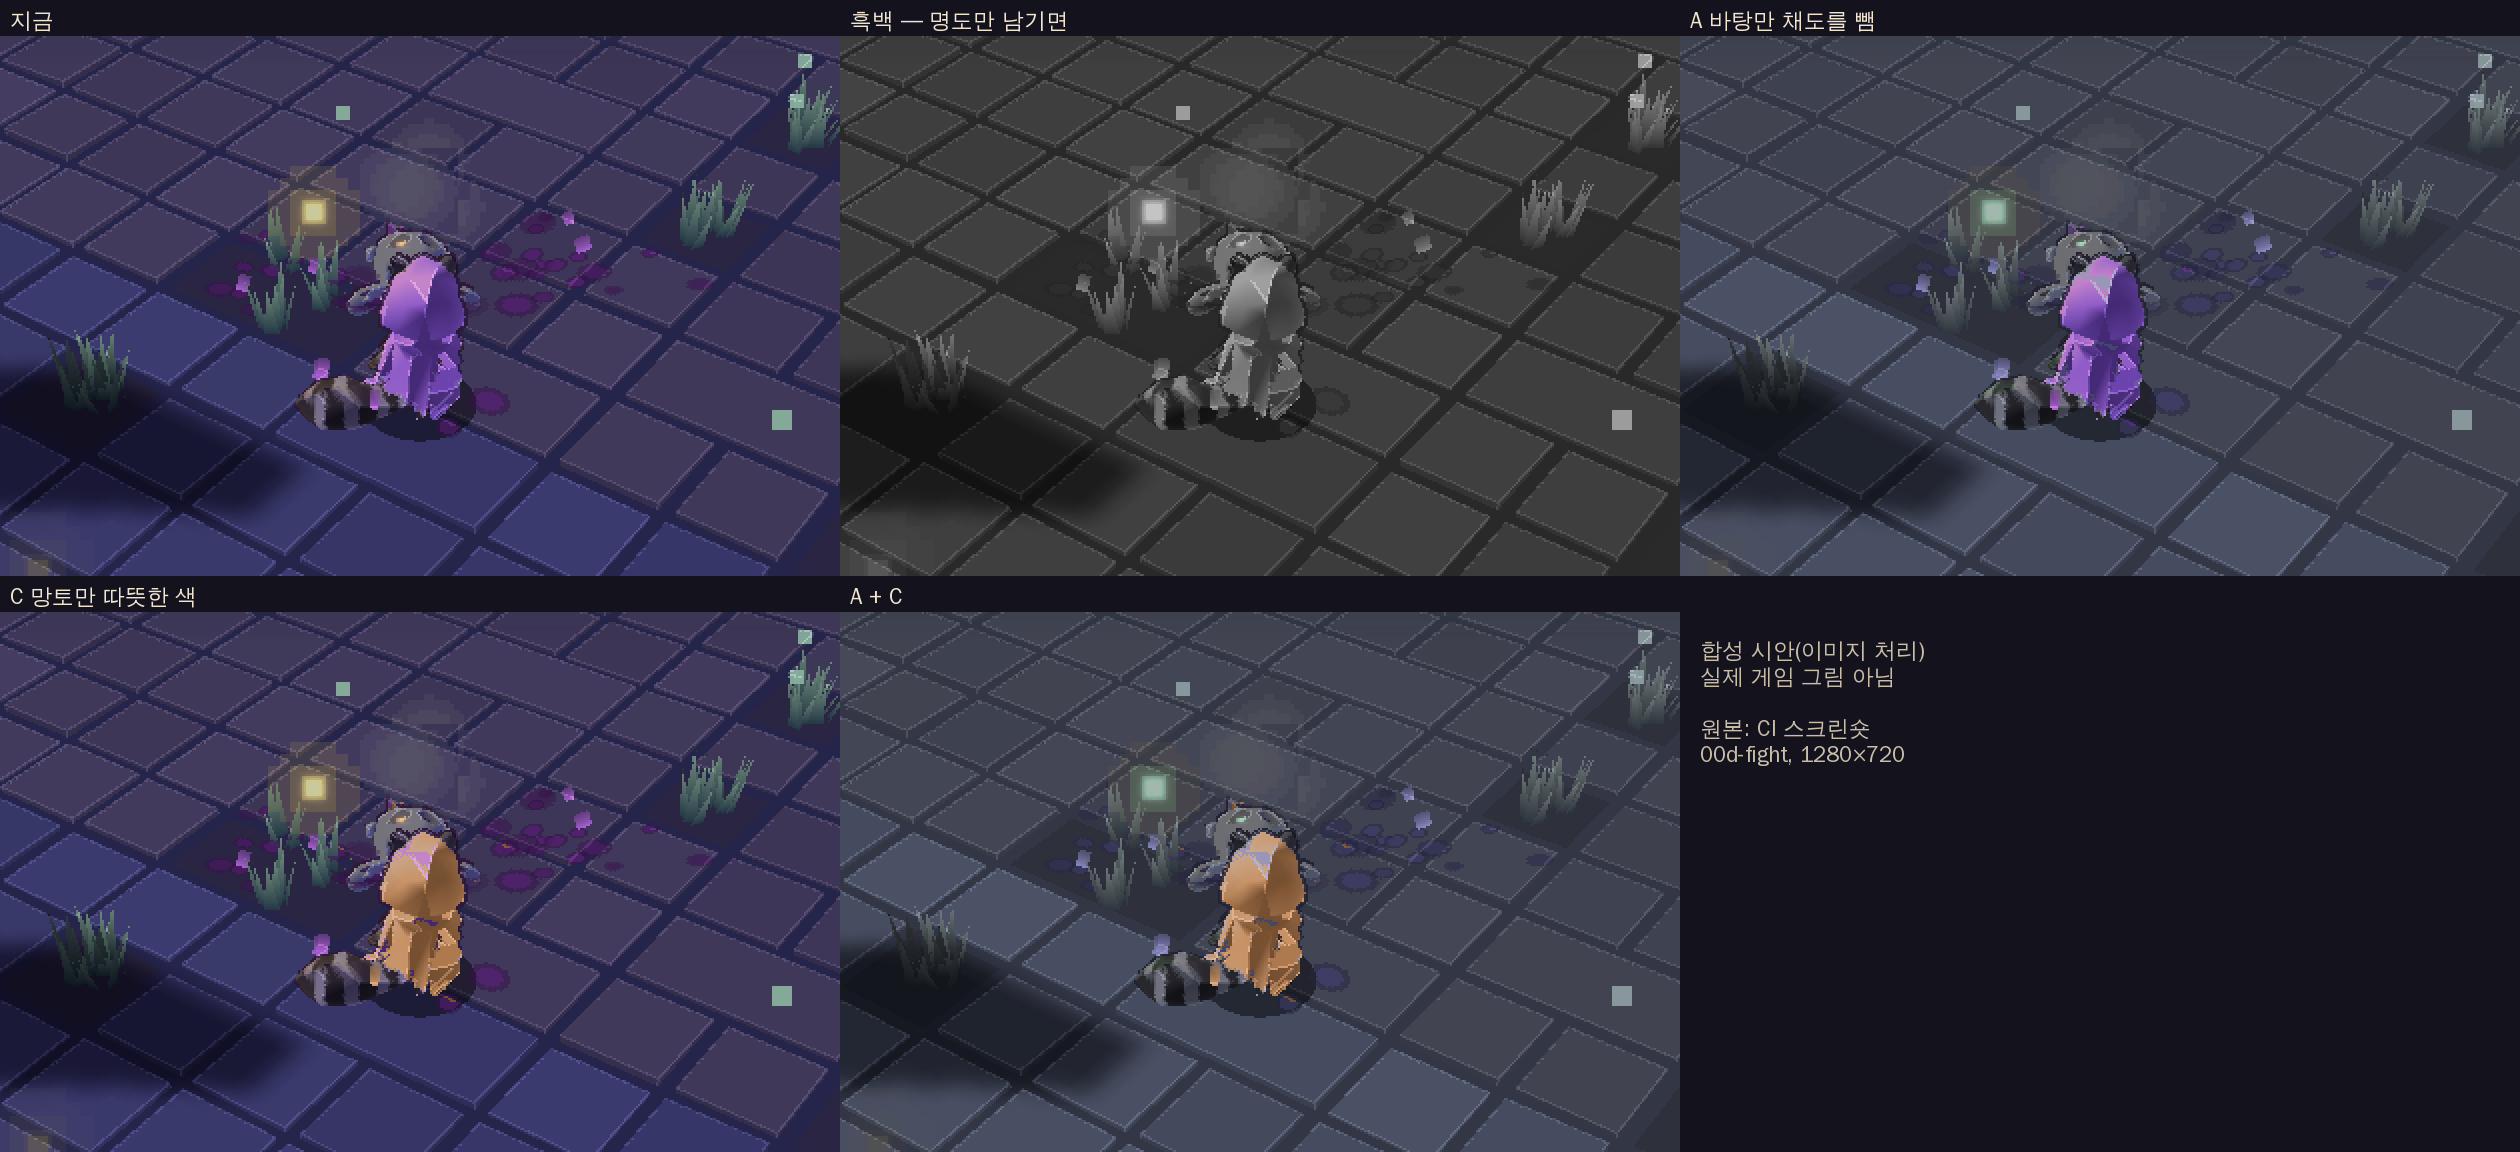 지금
흑백 — 명도만 남기면
A 바탕만 채도를 뺌
C 망토만 따뜻한 색
A + C
합성 시안(이미지 처리)
실제 게임 그림 아님
원본: CI 스크린숏
00d-fight, 1280×720